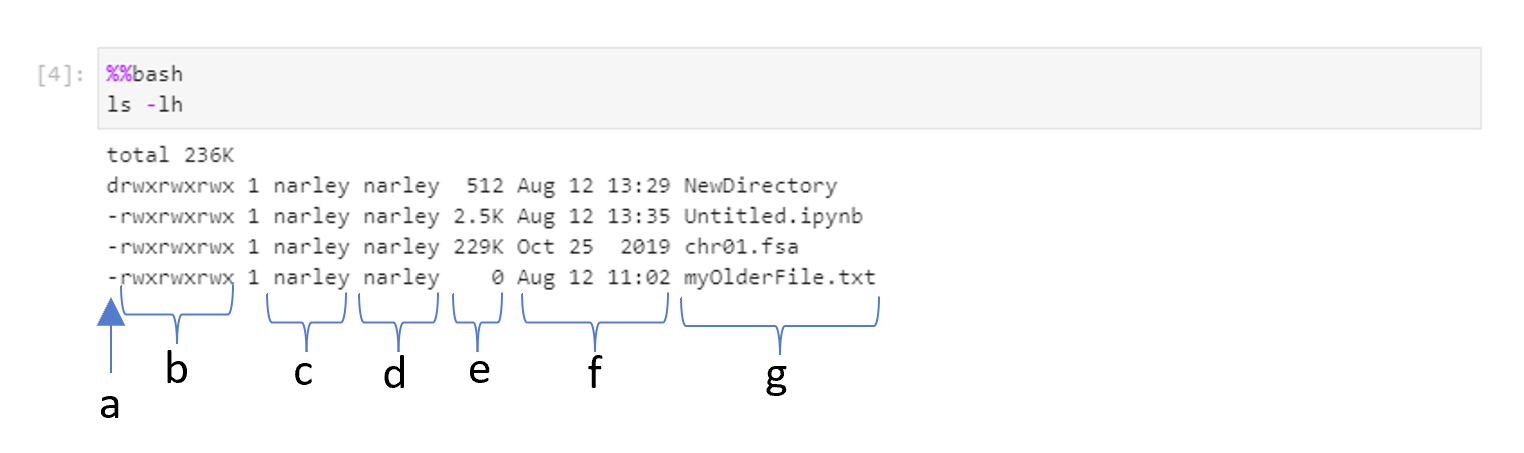 [4]: %%bash
ls -lh
total 236K
drwxrwxrwx 1 narley narley  512 Aug 12 13:29 NewDirectory
-rwxrwxrwx 1 narley narley 2.5K Aug 12 13:35 Untitled.ipynb
-rwxrwxrwx 1 narley narley 229K Oct 25  2019 chr01.fsa
-rwxrwxrwx 1 narley narley    0 Aug 12 11:02 myOlderFile.txt
a b c d e f g